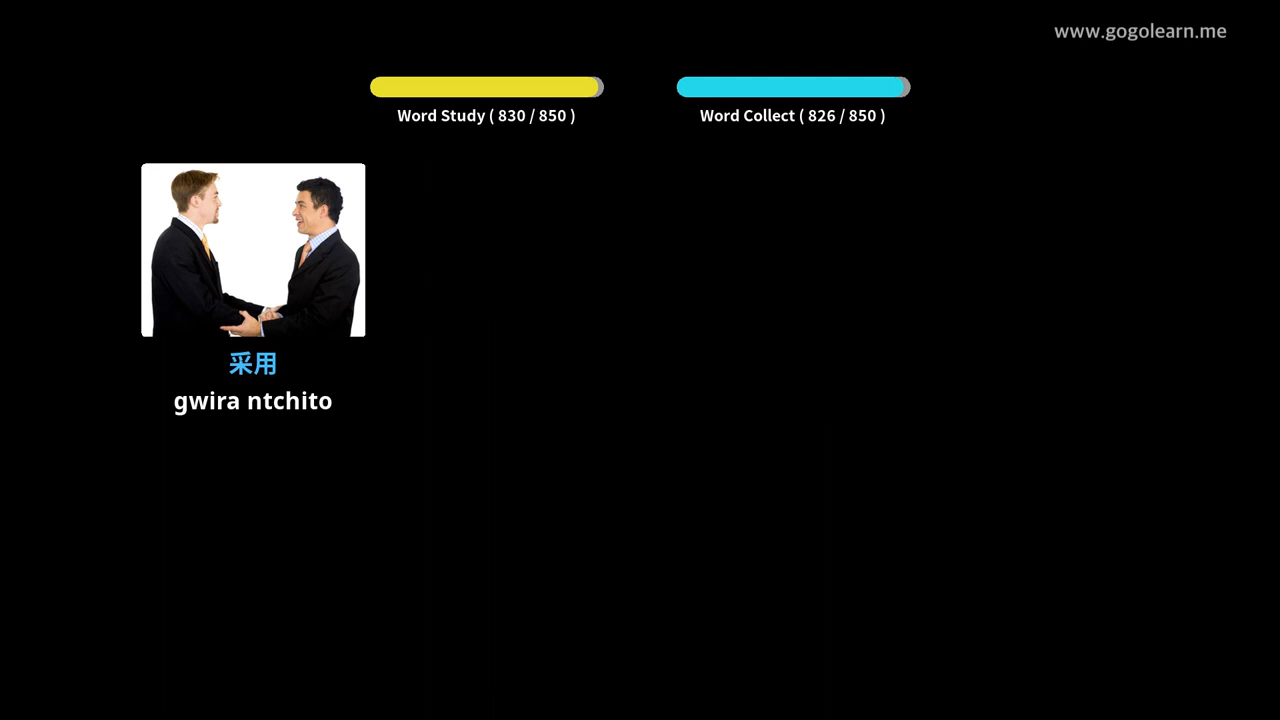 www.gogolearn.me
Word Study ( 830 / 850 )
Word Collect ( 826 / 850 )
采用
gwira ntchito